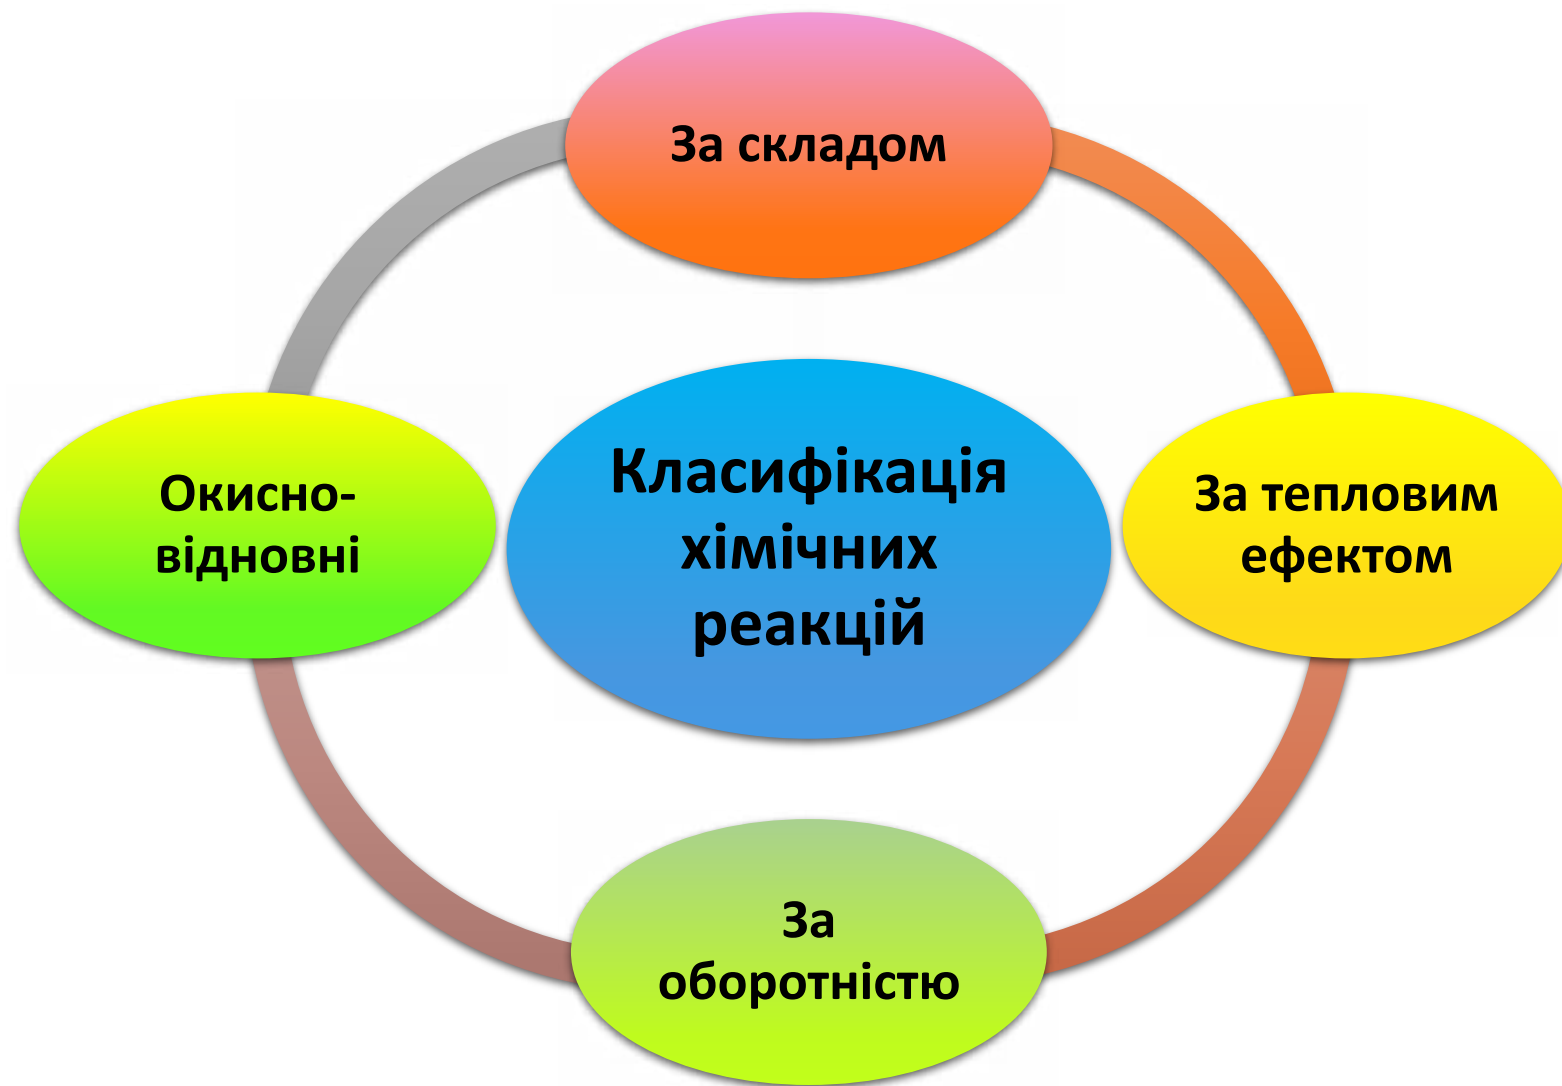 За складом
Класифікація
хімічних
реакцій
Окисно-
відновні
За тепловим
ефектом
За
оборотністю